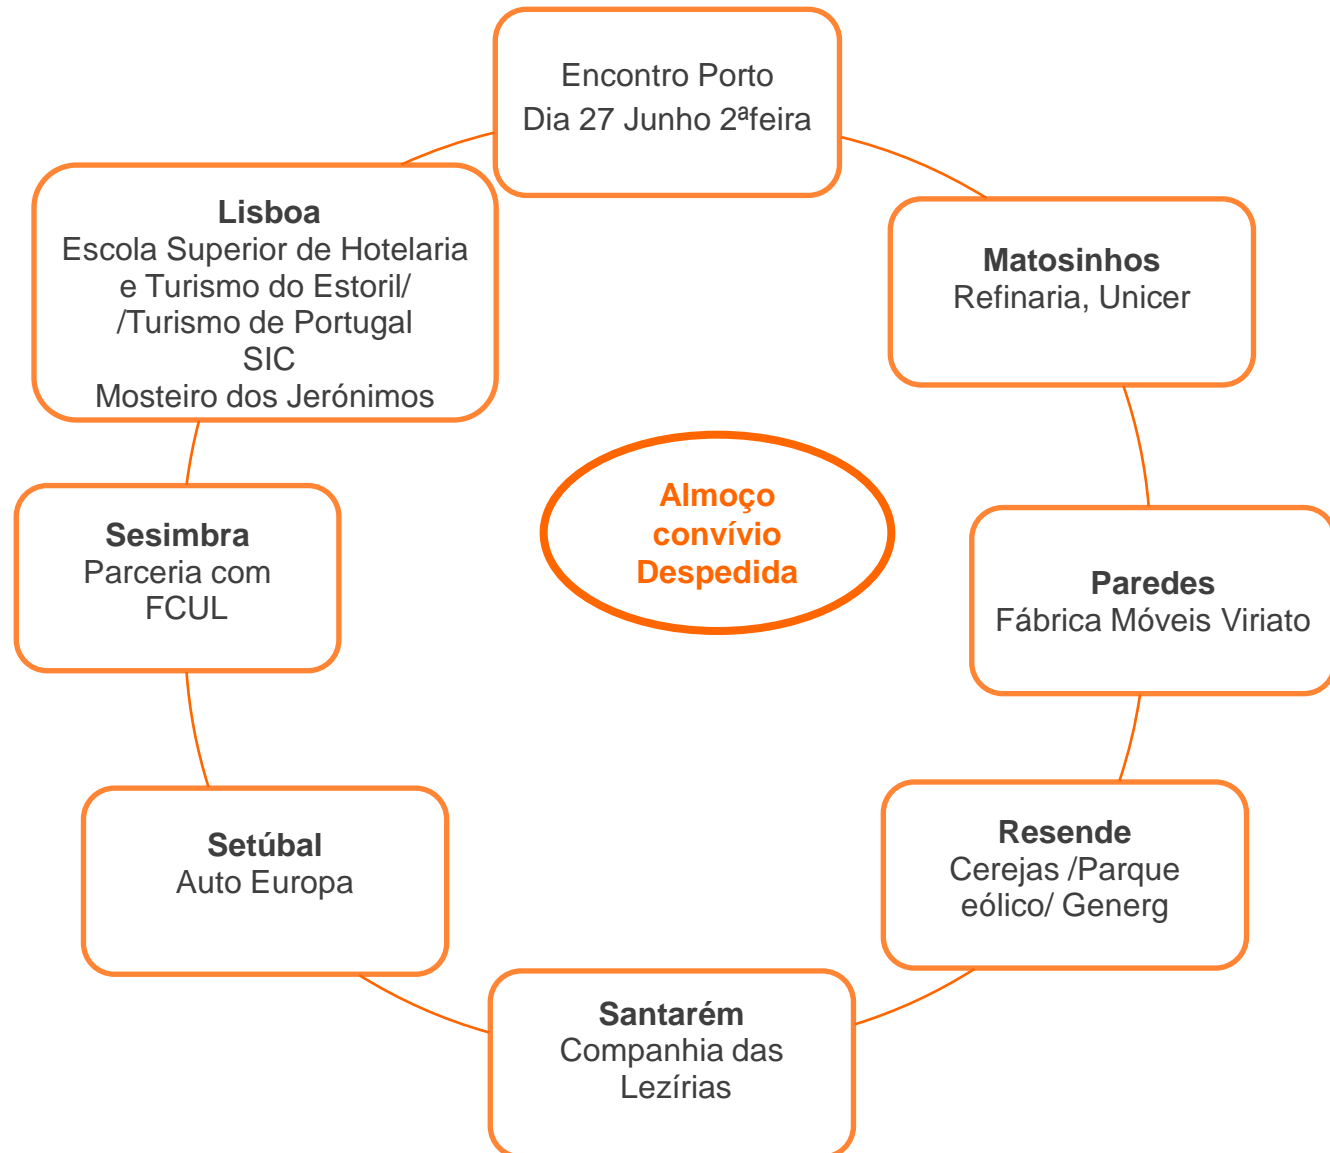 Encontro Porto
Dia 27 Junho 2ªfeira
Matosinhos
Refinaria, Unicer
Paredes
Fábrica Móveis Viriato
Resende
Cerejas /Parque
eólico/ Generg
Santarém
Companhia das
Lezírias
Setúbal
Auto Europa
Sesimbra
Parceria com
FCUL
Lisboa
Escola Superior de Hotelaria
e Turismo do Estoril/
/Turismo de Portugal
SIC
Mosteiro dos Jerónimos
Almoço
convívio
Despedida